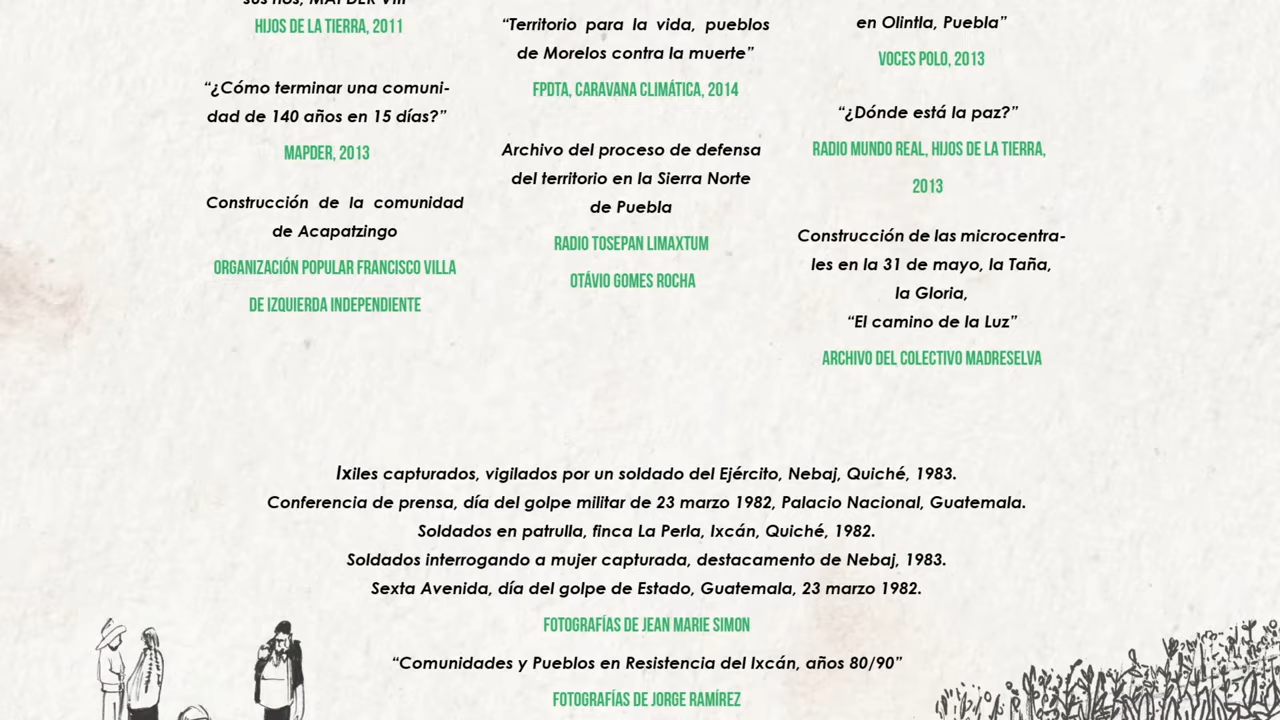 HIJOS DE LA TIERRA, 2011
“¿Cómo terminar una comuni-
dad de 140 años en 15 días?”
MAPDER, 2013
Construcción de la comunidad
de Acapatzingo
ORGANIZACIÓN POPULAR FRANCISCO VILLA
DE IZQUIERDA INDEPENDIENTE
“Territorio para la vida, pueblos
de Morelos contra la muerte”
FPDTA, CARAVANA CLIMÁTICA, 2014
Archivo del proceso de defensa
del territorio en la Sierra Norte
de Puebla
RADIO TOSEPAN LIMAXTUM
OTÁVIO GOMES ROCHA
en Olintla, Puebla”
VOCES POLO, 2013
“¿Dónde está la paz?”
RADIO MUNDO REAL, HIJOS DE LA TIERRA,
2013
Construcción de las microcentra-
les en la 31 de mayo, la Taña,
la Gloria,
“El camino de la Luz”
ARCHIVO DEL COLECTIVO MADRESELVA
Ixiles capturados, vigilados por un soldado del Ejército, Nebaj, Quiché, 1983.
Conferencia de prensa, día del golpe militar de 23 marzo 1982, Palacio Nacional, Guatemala.
Soldados en patrulla, finca La Perla, Ixcán, Quiché, 1982.
Soldados interrogando a mujer capturada, destacamento de Nebaj, 1983.
Sexta Avenida, día del golpe de Estado, Guatemala, 23 marzo 1982.
FOTOGRAFÍAS DE JEAN MARIE SIMON
“Comunidades y Pueblos en Resistencia del Ixcán, años 80/90”
FOTOGRAFÍAS DE JORGE RAMÍREZ